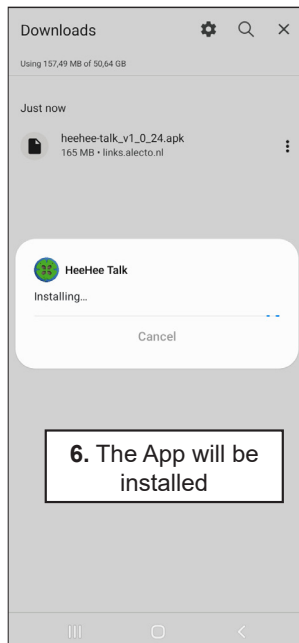 Downloads
Using 157,49 MB of 50,64 GB
Just now
heehee-talk_v1_0_24.apk
165 MB • links.alecto.nl
HeeHee Talk
Installing...
Cancel
6. The App will be
installed